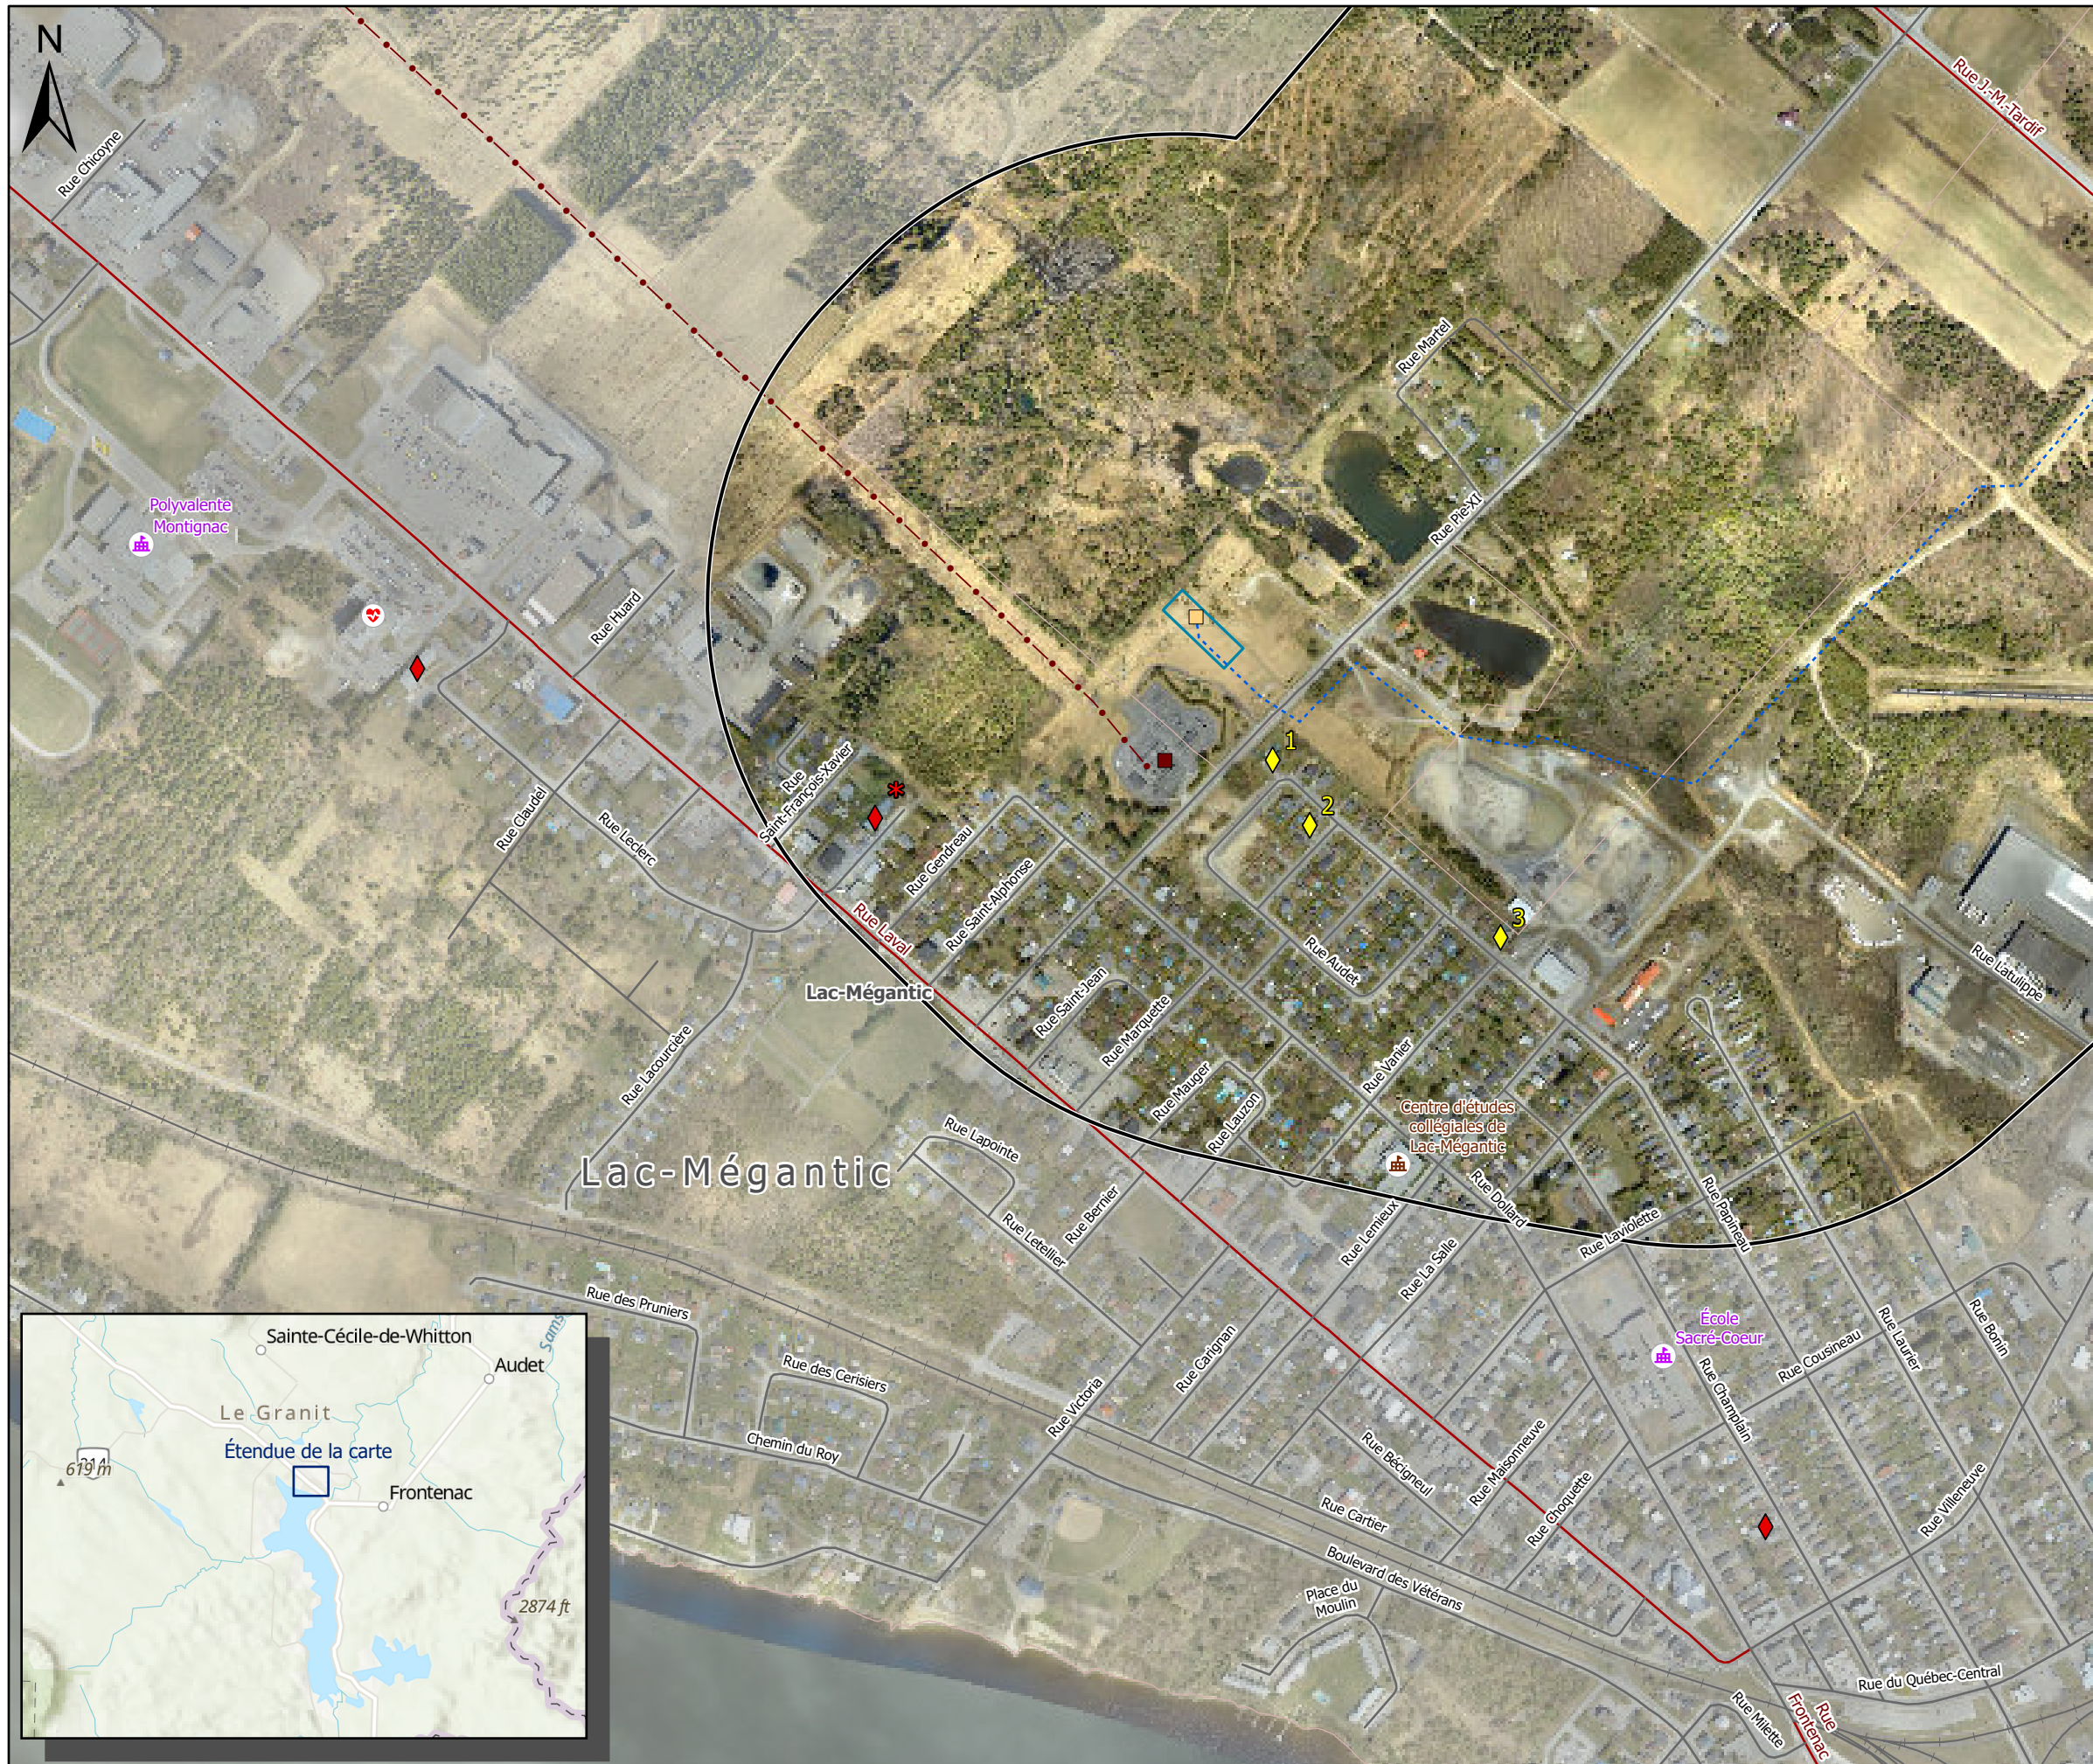 N
Rue Chicoyne
Rue J.-M.-Tardif
Rue Martel
Polyvalente
Montignac
Rue Pie-XI
Rue Huard
1
Rue
Saint-François-Xavier
2
Rue Claudel
Rue Leclerc
Rue Gendreau
Rue Saint-Alphonse
3
Rue Laval
Rue Audet
Rue Latulippe
Lac-Mégantic
Rue Saint-Jean
Rue Marquette
Rue Lacourcière
Rue Mauger
Rue Vanier
Rue Lauzon
Centre d'études
collégiales de
Lac-Mégantic
Rue Lapointe
Lac-Mégantic
Rue Dollard
Rue Papineau
Rue Bernier
Rue Letellier
Rue Lemieux
Rue Laviolette
Rue La Salle
Rue des Pruniers
École
Sacré-Coeur
Rue Laurier
Rue Bonin
Rue Cousineau
Rue Carignan
Rue des Cerisiers
Rue Champlain
Rue Victoria
Chemin du Roy
Rue Bécigneul
Rue Maisonneuve
Rue Choquette
Rue Villeneuve
Rue Cartier
Boulevard des Vétérans
Place du
Moulin
Rue du Québec-Central
Rue Milette
Rue
Frontenac
Sainte-Cécile-de-Whitton
Audet
Le Granit
Étendue de la carte
619 m
Frontenac
2874 ft